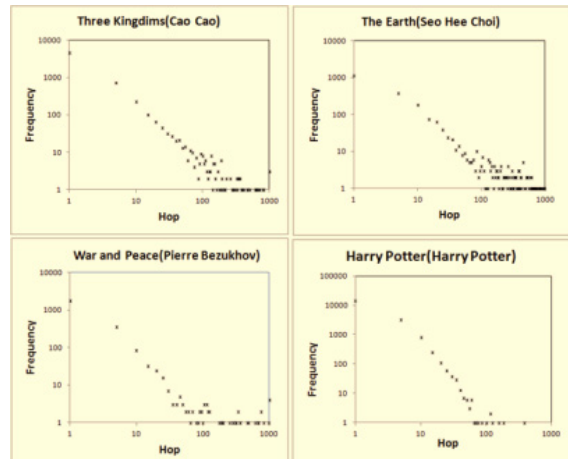 Three Kingdims(Cao Cao)
Frequency
10000
1000
100
10
1
1 10 100 1000
Hop
The Earth(Seo Hee Choi)
Frequency
10000
1000
100
10
1
1 10 100 1000
Hop
War and Peace(Pierre Bezukhov)
Frequency
10000
1000
100
10
1
1 10 100 1000
Hop
Harry Potter(Harry Potter)
Frequency
100000
10000
1000
100
10
1
1 10 100 1000
Hop